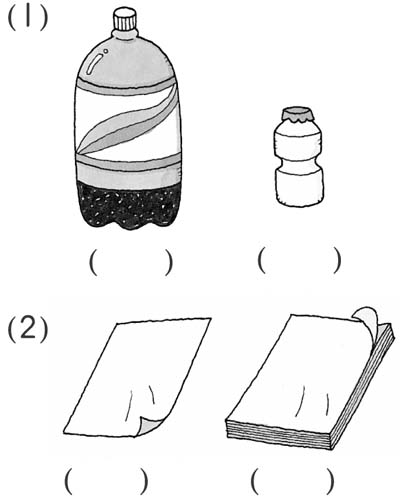 (1)
( ) ( )
(2)
( ) ( )